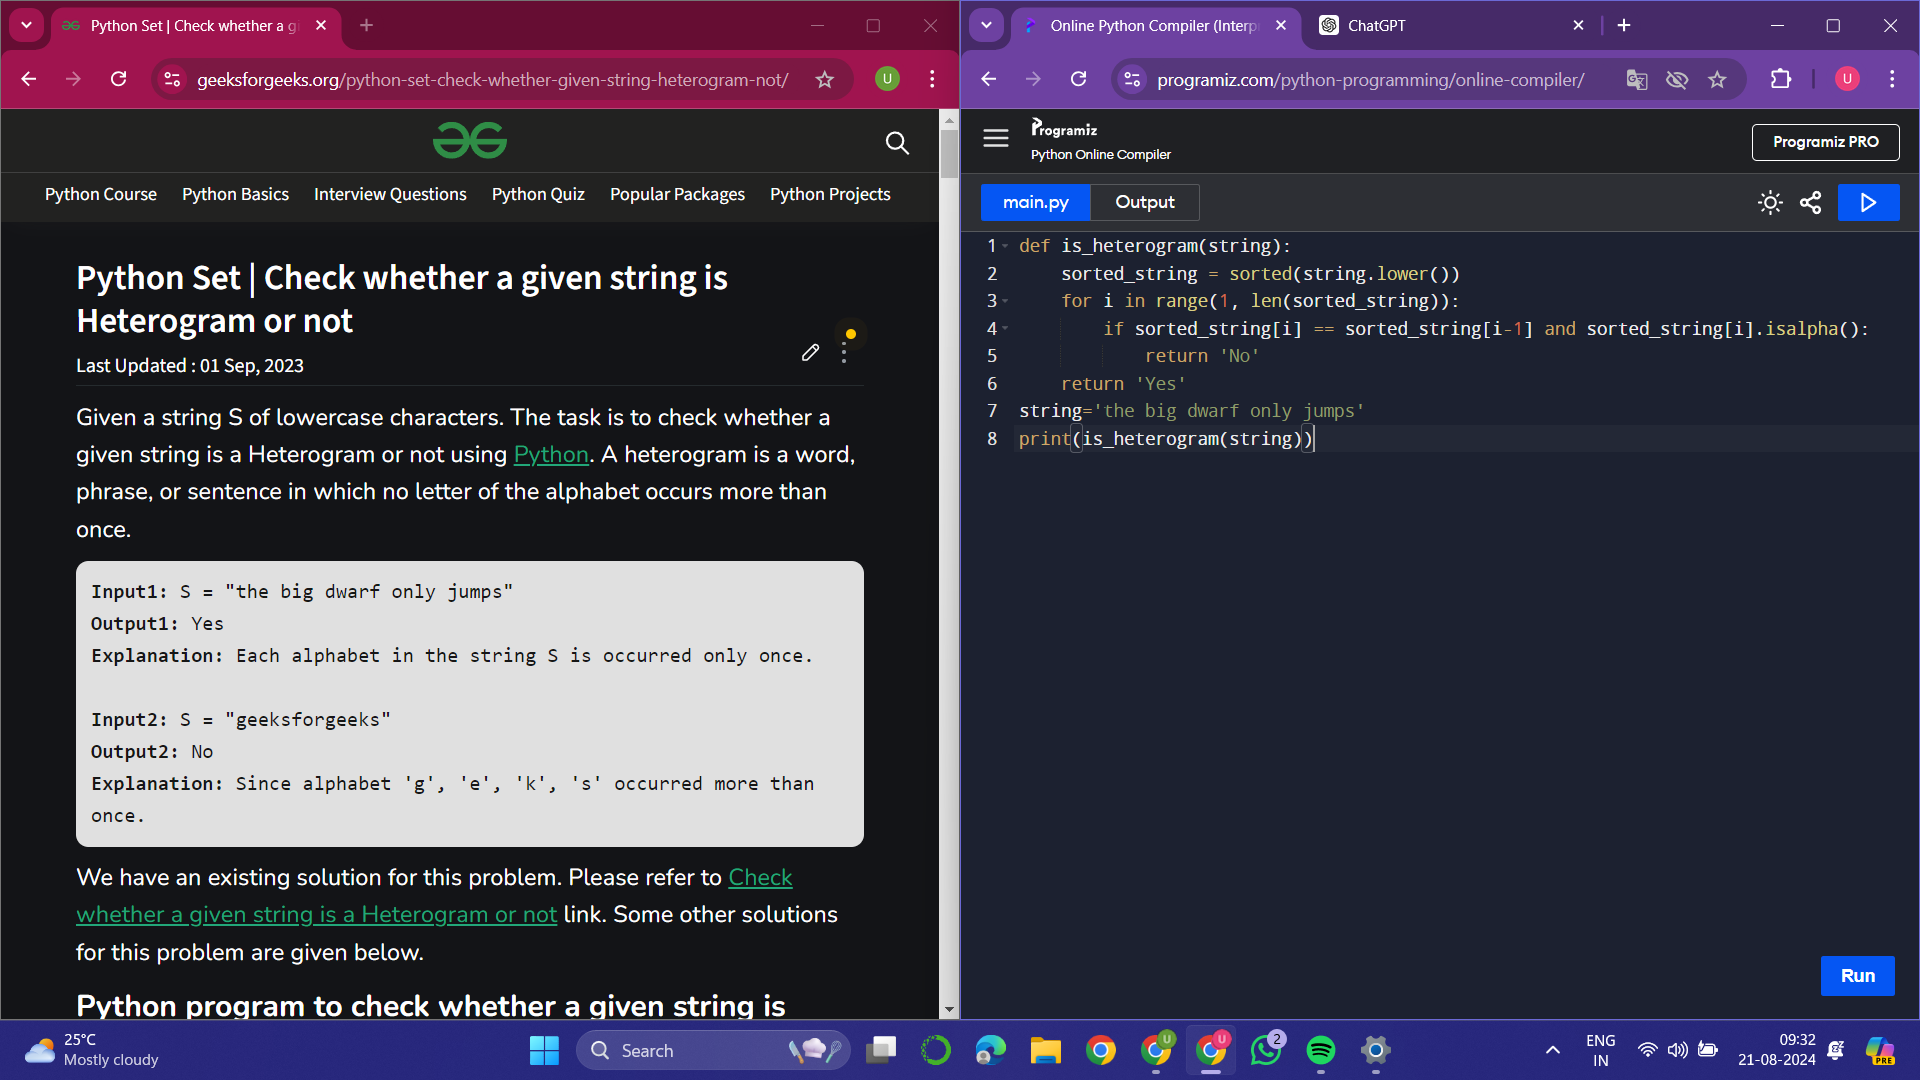 Python Set | Check whether a g
geeksforgeeks.org/python-set-check-whether-given-string-heterogram-not/
U
Python Course Python Basics Interview Questions Python Quiz Popular Packages Python Projects
Python Set | Check whether a given string is
Heterogram or not
Last Updated : 01 Sep, 2023
Given a string S of lowercase characters. The task is to check whether a
given string is a Heterogram or not using Python. A heterogram is a word,
phrase, or sentence in which no letter of the alphabet occurs more than
once.
Input1: S = "the big dwarf only jumps"
Output1: Yes
Explanation: Each alphabet in the string S is occurred only once.
Input2: S = "geeksforgeeks"
Output2: No
Explanation: Since alphabet 'g', 'e', 'k', 's' occurred more than
once.
We have an existing solution for this problem. Please refer to Check
whether a given string is a Heterogram or not link. Some other solutions
for this problem are given below.
Python program to check whether a given string is
Online Python Compiler (Interp
ChatGPT
programiz.com/python-programming/online-compiler/
U
Programiz
Python Online Compiler
Programiz PRO
main.py
Output
1 def is_heterogram(string):
2 sorted_string = sorted(string.lower())
3 for i in range(1, len(sorted_string)):
4 if sorted_string[i] == sorted_string[i-1] and sorted_string[i].isalpha():
5 return 'No'
6 return 'Yes'
7 string='the big dwarf only jumps'
8 print(is_heterogram(string))
Run
25°C
Mostly cloudy
Search
U
U
2
ENG
IN
09:32
21-08-2024
PRE